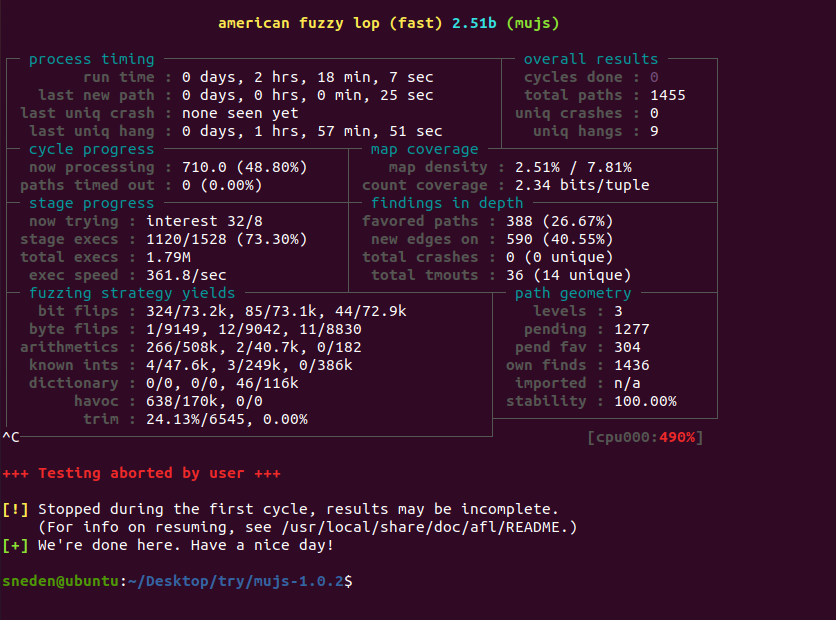 american fuzzy lop (fast) 2.51b (mujs)
process timing overall results
run time : 0 days, 2 hrs, 18 min, 7 sec cycles done : 0
last new path : 0 days, 0 hrs, 0 min, 25 sec total paths : 1455
last uniq crash : none seen yet uniq crashes : 0
last uniq hang : 0 days, 1 hrs, 57 min, 51 sec uniq hangs : 9
cycle progress map coverage
now processing : 710.0 (48.80%) map density : 2.51% / 7.81%
paths timed out : 0 (0.00%) count coverage : 2.34 bits/tuple
stage progress findings in depth
now trying : interest 32/8 favored paths : 388 (26.67%)
stage execs : 1120/1528 (73.30%) new edges on : 590 (40.55%)
total execs : 1.79M total crashes : 0 (0 unique)
exec speed : 361.8/sec total tmouts : 36 (14 unique)
fuzzing strategy yields path geometry
bit flips : 324/73.2k, 85/73.1k, 44/72.9k levels : 3
byte flips : 1/9149, 12/9042, 11/8830 pending : 1277
arithmetics : 266/508k, 2/40.7k, 0/182 pend fav : 304
known ints : 4/47.6k, 3/249k, 0/386k own finds : 1436
dictionary : 0/0, 0/0, 46/116k imported : n/a
havoc : 638/170k, 0/0 stability : 100.00%
trim : 24.13%/6545, 0.00%
^C [cpu000:490%]
+++ Testing aborted by user +++
[!] Stopped during the first cycle, results may be incomplete.
(For info on resuming, see /usr/local/share/doc/afl/README.)
[+] We're done here. Have a nice day!
sneden@ubuntu:~/Desktop/try/mujs-1.0.2$